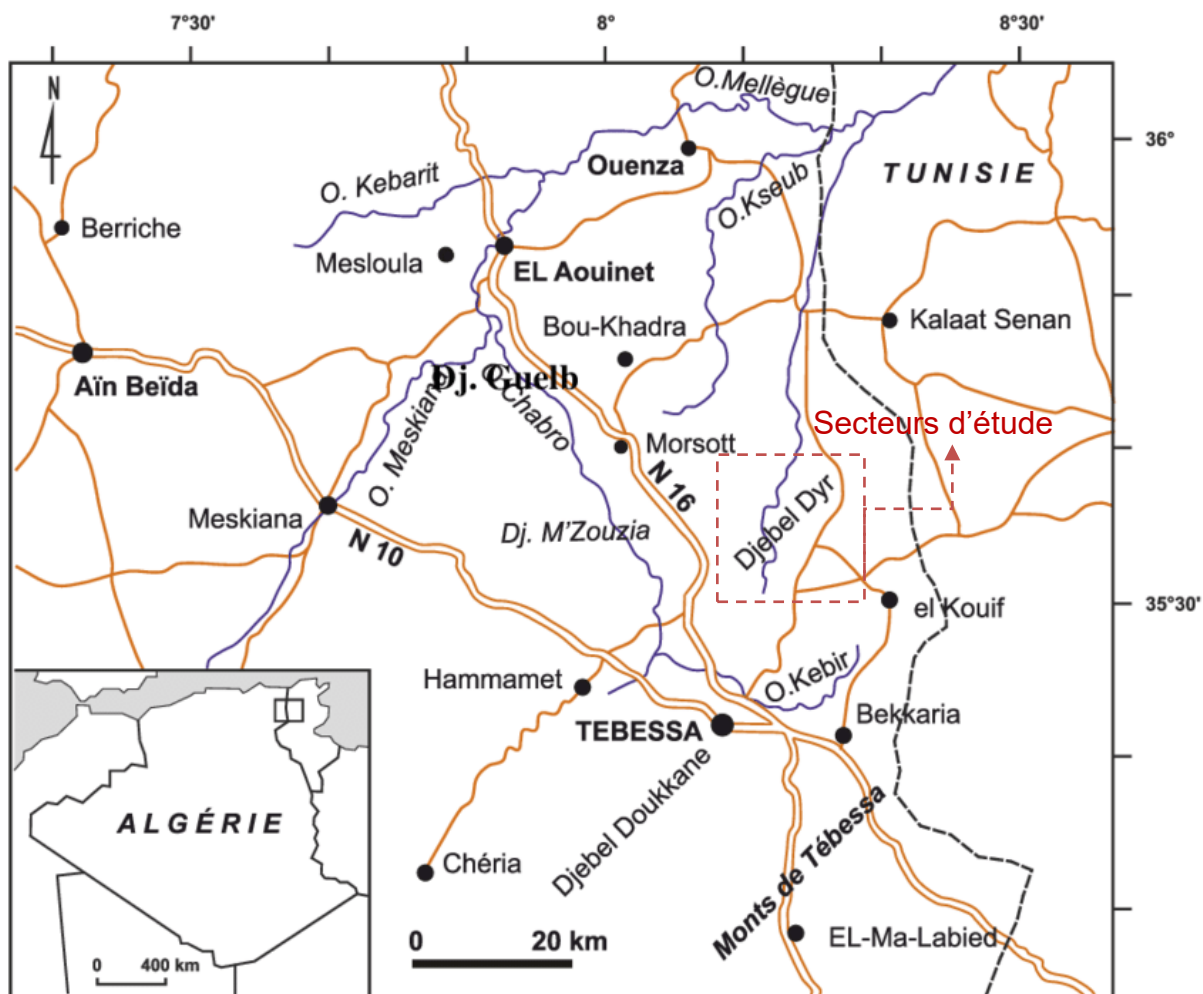 7°30'
8°
8°30'
N
O.Mellègue
36°
Ouenza
TUNISIE
O. Kebarit
O.Kseub
Berriche
Mesloula
EL Aouinet
Bou-Khadra
Kalaat Senan
Aïn Beïda
Dj. Guelb
O. Meskiana
O. Chabro
Secteurs d'étude
Morsott
N 16
Meskiana
Dj. M'Zouzia
Djebel Dyr
N 10
el Kouif
35°30'
Hammamet
O.Kebir
TEBESSA
Bekkaria
Djebel Doukkane
ALGÉRIE
Chéria
Monts de Tébessa
EL-Ma-Labied
0 20 km
0 400 km